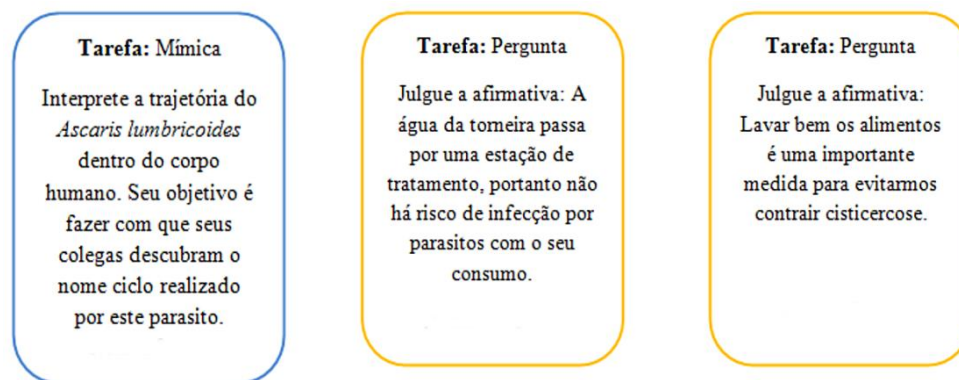 Tarefa: Mímica
Interprete a trajetória do
Ascaris lumbricoides
dentro do corpo
humano. Seu objetivo é
fazer com que seus
colegas descubram o
nome ciclo realizado
por este parasito.
Tarefa: Pergunta
Julgue a afirmativa: A
água da torneira passa
por uma estação de
tratamento, portanto não
há risco de infecção por
parasitos com o seu
consumo.
Tarefa: Pergunta
Julgue a afirmativa:
Lavar bem os alimentos
é uma importante
medida para evitarmos
contrair cisticercose.